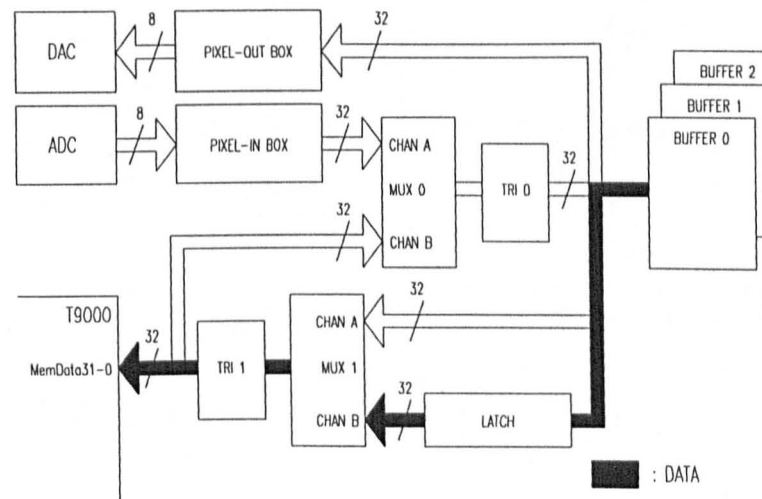 8
32
DAC
PIXEL-OUT BOX
BUFFER 2
BUFFER 1
BUFFER 0
8
32
ADC
PIXEL-IN BOX
CHAN A
32
MUX 0
TRI 0
32
CHAN B
T9000
32
CHAN A
32
MemData31-0
TRI 1
MUX 1
32
CHAN B
LATCH
: DATA